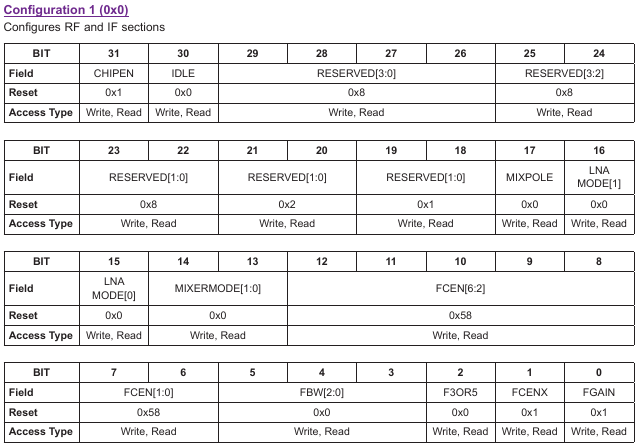 Configuration 1 (0x0)
Configures RF and IF sections
BIT 31 30 29 28 27 26 25 24
Field CHIPEN IDLE RESERVED[3:0] RESERVED[3:2]
Reset 0x1 0x0 0x8 0x8
Access Type Write, Read Write, Read Write, Read Write, Read
BIT 23 22 21 20 19 18 17 16
Field RESERVED[1:0] RESERVED[1:0] RESERVED[1:0] MIXPOLE LNA MODE[1]
Reset 0x8 0x2 0x1 0x0 0x0
Access Type Write, Read Write, Read Write, Read Write, Read Write, Read
BIT 15 14 13 12 11 10 9 8
Field LNA MODE[0] MIXERMODE[1:0] FCEN[6:2]
Reset 0x0 0x0 0x58
Access Type Write, Read Write, Read Write, Read
BIT 7 6 5 4 3 2 1 0
Field FCEN[1:0] FBW[2:0] F3OR5 FCENX FGAIN
Reset 0x58 0x0 0x0 0x1 0x1
Access Type Write, Read Write, Read Write, Read Write, Read Write, Read